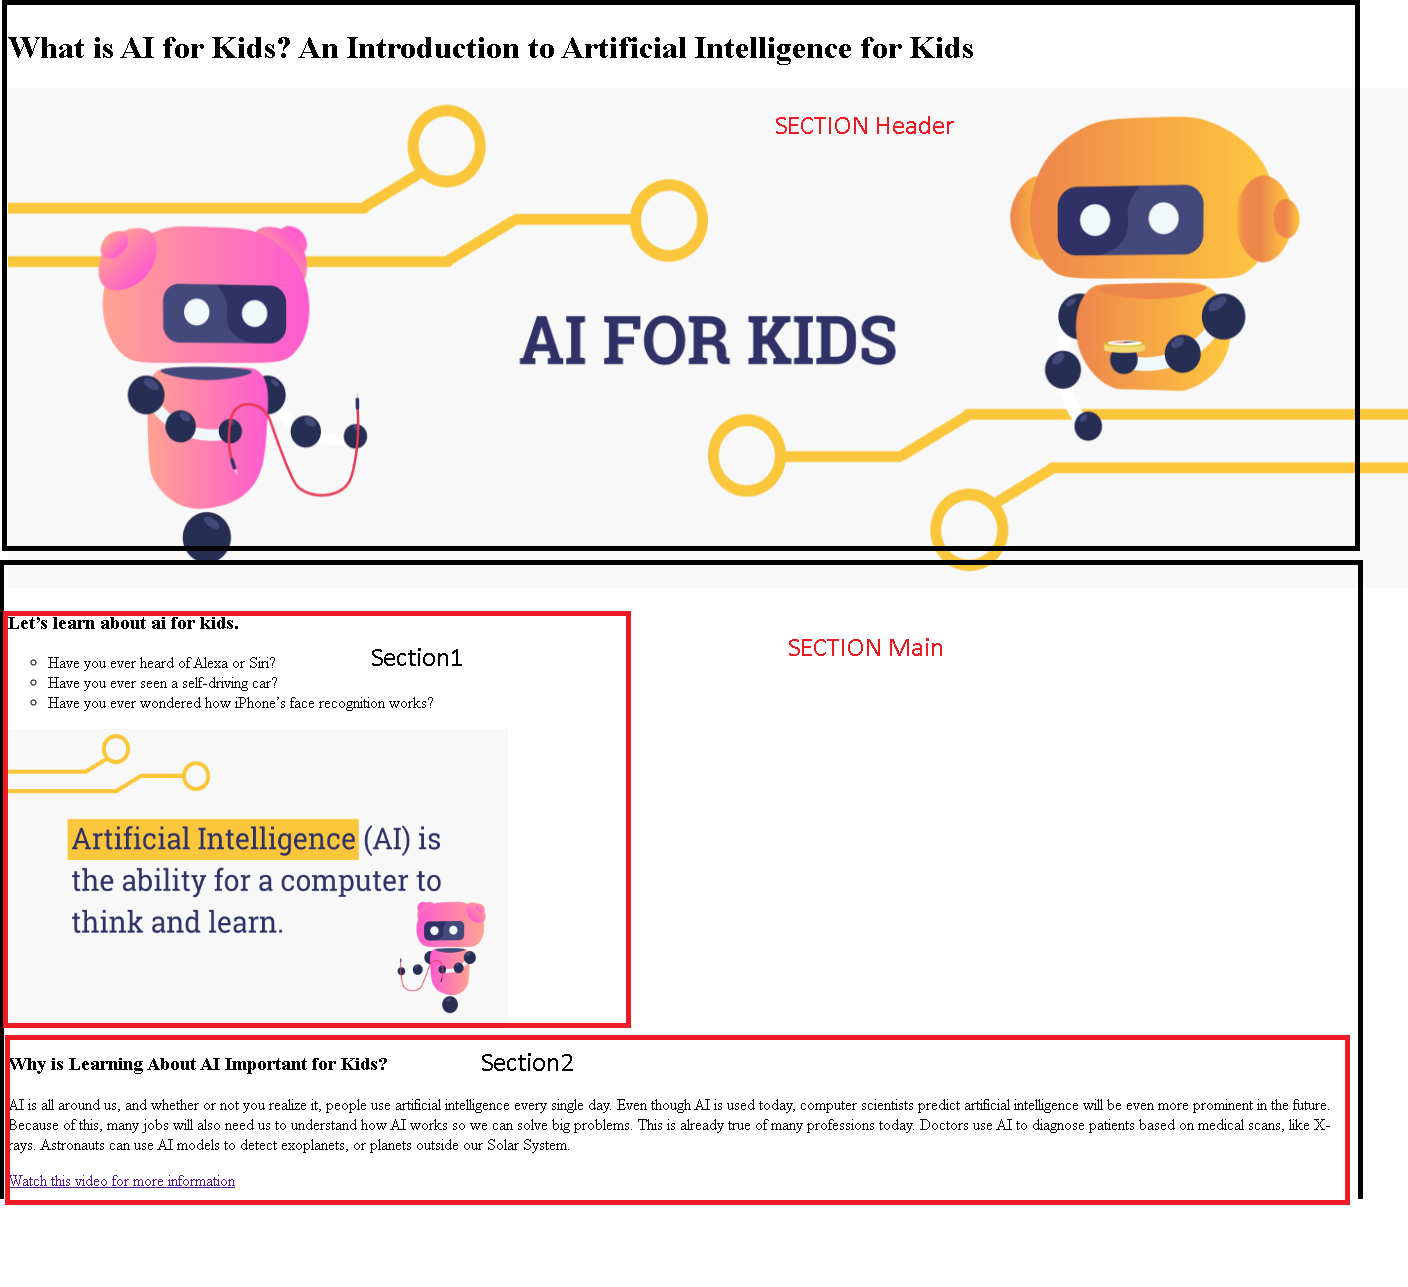 What is AI for Kids? An Introduction to Artificial Intelligence for Kids
SECTION Header
AI FOR KIDS
Let’s learn about ai for kids.
SECTION Main
Section1
Have you ever heard of Alexa or Siri?
Have you ever seen a self-driving car?
Have you ever wondered how iPhone’s face recognition works?
Artificial Intelligence (AI) is
the ability for a computer to
think and learn.
Why is Learning About AI Important for Kids?
Section2
AI is all around us, and whether or not you realize it, people use artificial intelligence every single day. Even though AI is used today, computer scientists predict artificial intelligence will be even more prominent in the future.
Because of this, many jobs will also need us to understand how AI works so we can solve big problems. This is already true of many professions today. Doctors use AI to diagnose patients based on medical scans, like X-
rays. Astronauts can use AI models to detect exoplanets, or planets outside our Solar System.
Watch this video for more information